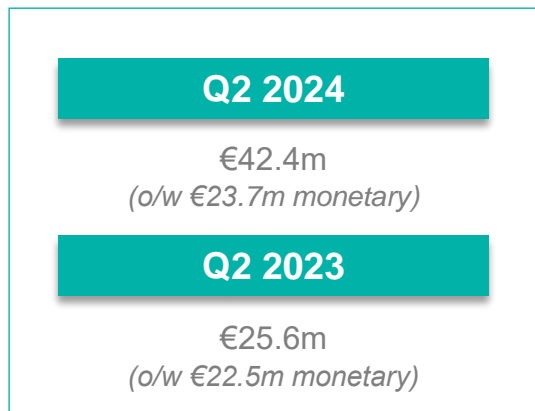 Q2 2024
€42.4m
(o/w €23.7m monetary)
Q2 2023
€25.6m
(o/w €22.5m monetary)